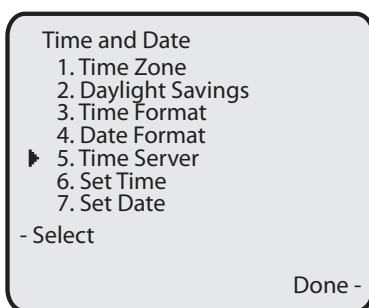 Time and Date
1. Time Zone
2. Daylight Savings
3. Time Format
4. Date Format
5. Time Server
6. Set Time
7. Set Date
- Select
Done -